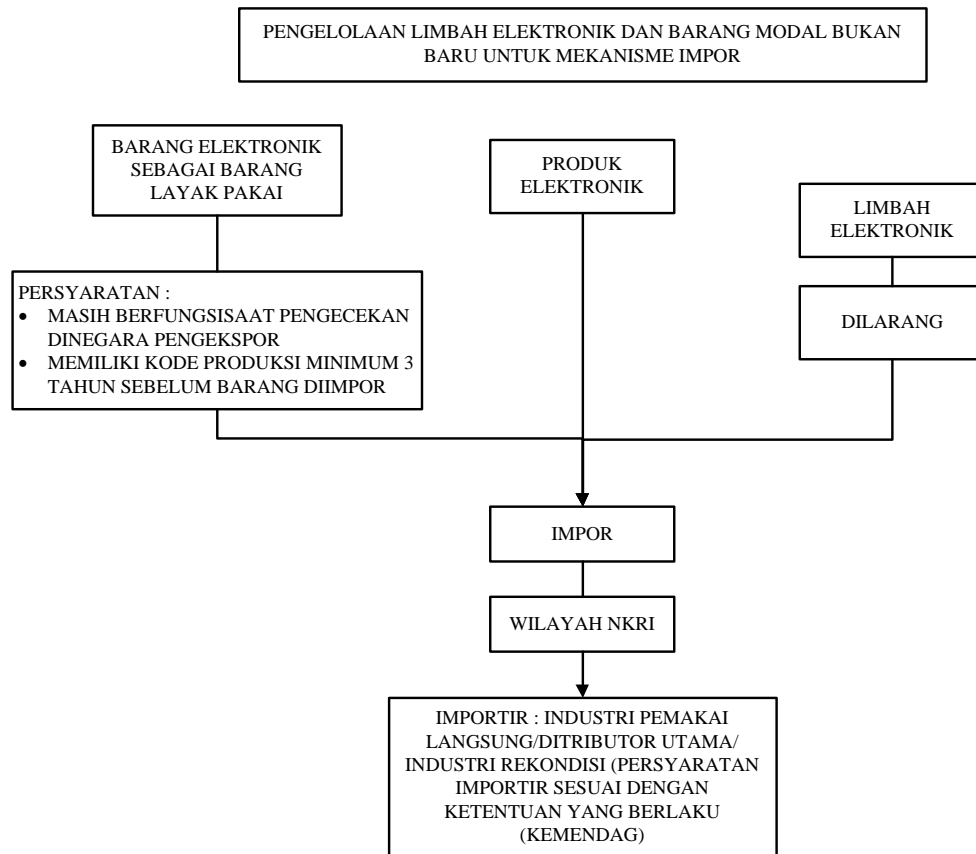 PENGELOLAAN LIMBAH ELEKTRONIK DAN BARANG MODAL BUKAN
BARU UNTUK MEKANISME IMPOR
BARANG ELEKTRONIK
SEBAGAI BARANG
LAYAK PAKAI
PRODUK
ELEKTRONIK
LIMBAH
ELEKTRONIK
PERSYARATAN :
• MASIH BERFUNGSISAAT PENGECEKAN
DINEGARA PENGEKSPOR
• MEMILIKI KODE PRODUKSI MINIMUM 3
TAHUN SEBELUM BARANG DIIMPOR
DILARANG
IMPOR
WILAYAH NKRI
IMPORTIR : INDUSTRI PEMAKAI
LANGSUNG/DITRIBUTOR UTAMA/
INDUSTRI REKONDISI (PERSYARATAN
IMPORTIR SESUAI DENGAN
KETENTUAN YANG BERLAKU
(KEMENDAG)